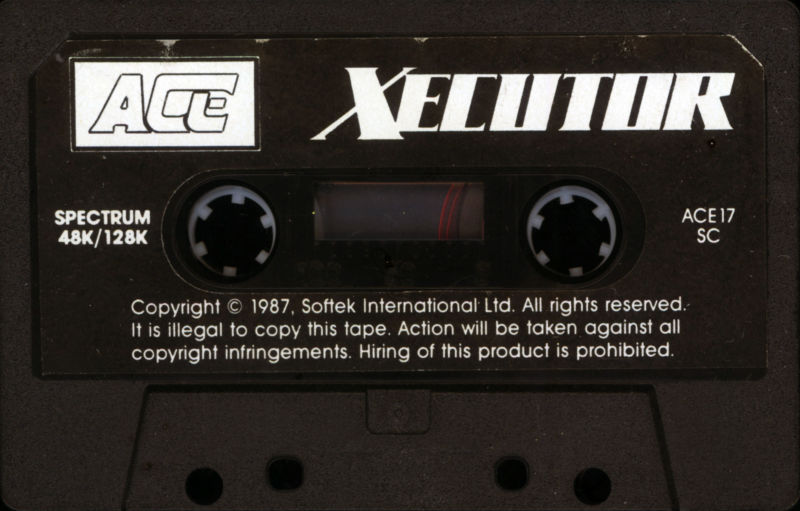 ACE
XECUTOR
SPECTRUM
48K/128K
ACE17
SC
Copyright © 1987, Softek International Ltd. All rights reserved.
It is illegal to copy this tape. Action will be taken against all
copyright infringements. Hiring of this product is prohibited.